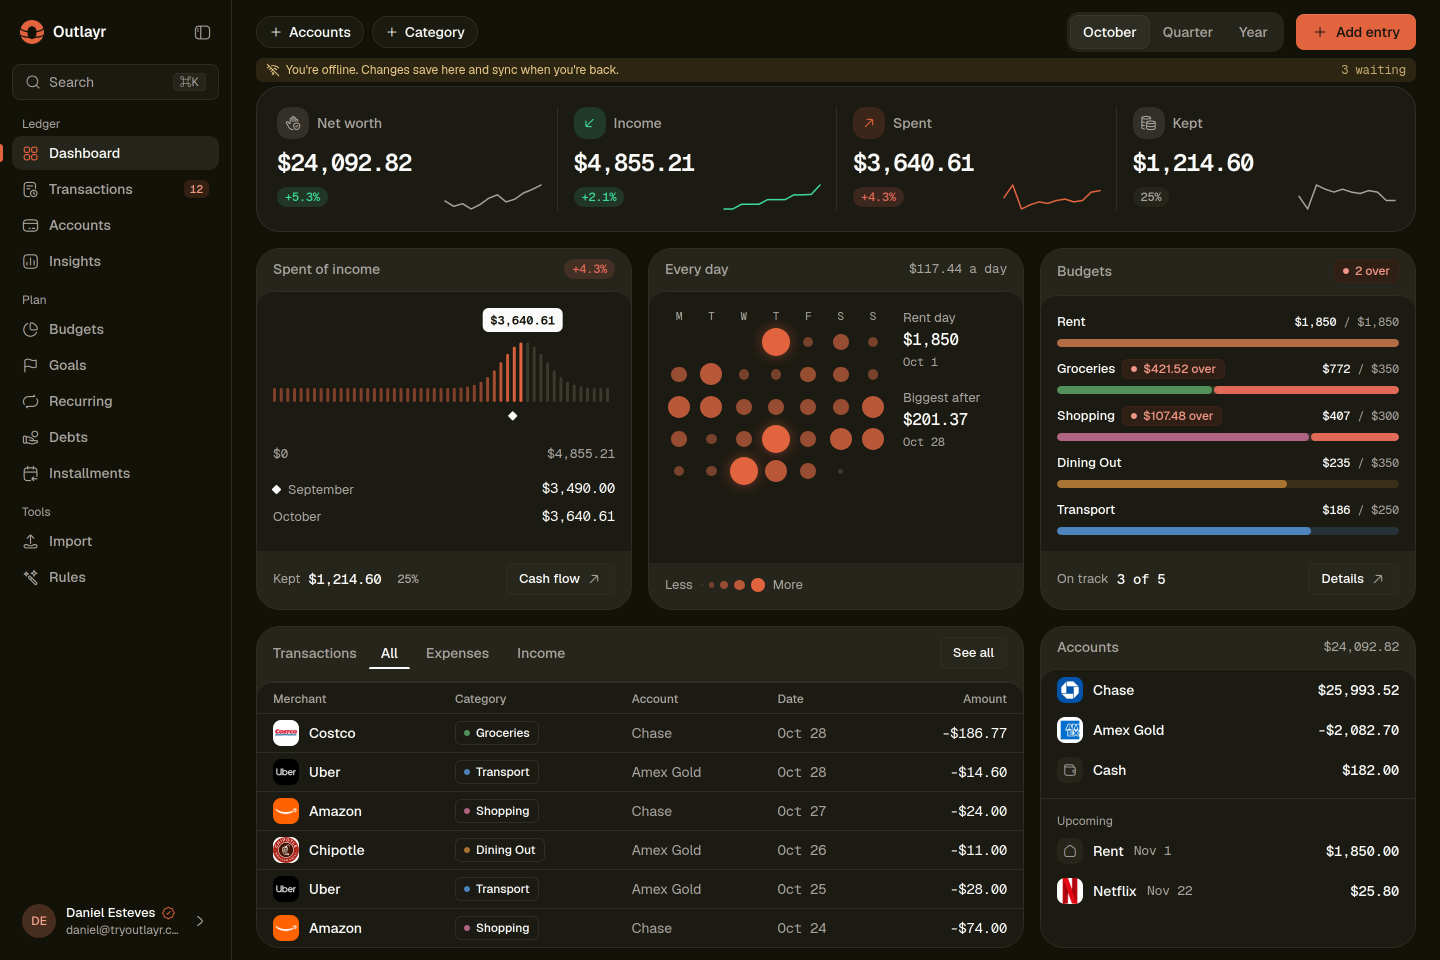 Outlayr
Search
⌘K
Ledger
Dashboard
Transactions 12
Accounts
Insights
Plan
Budgets
Goals
Recurring
Debts
Installments
Tools
Import
Rules
DE
Daniel Esteves
daniel@tryoutlayr.c...
+ Accounts
+ Category
October Quarter Year
+ Add entry
You're offline. Changes save here and sync when you're back. 3 waiting
Net worth
$24,092.82
+5.3%
Income
$4,855.21
+2.1%
Spent
$3,640.61
+4.3%
Kept
$1,214.60
25%
Spent of income +4.3%
$3,640.61
$0 $4,855.21
September $3,490.00
October $3,640.61
Kept $1,214.60 25% Cash flow
Every day $117.44 a day
M T W T F S S
Rent day
$1,850
Oct 1
Biggest after
$201.37
Oct 28
Less More
Budgets 2 over
Rent $1,850 / $1,850
Groceries $421.52 over $772 / $350
Shopping $107.48 over $407 / $300
Dining Out $235 / $350
Transport $186 / $250
On track 3 of 5 Details
Transactions All Expenses Income See all
Merchant Category Account Date Amount
Costco Costco Groceries Chase Oct 28 -$186.77
Uber Uber Transport Amex Gold Oct 28 -$14.60
Amazon Shopping Chase Oct 27 -$24.00
Chipotle Dining Out Amex Gold Oct 26 -$11.00
Uber Uber Transport Amex Gold Oct 25 -$28.00
Amazon Shopping Chase Oct 24 -$74.00
Accounts $24,092.82
Chase $25,993.52
AMEX Amex Gold -$2,082.70
Cash $182.00
Upcoming
Rent Nov 1 $1,850.00
Netflix Nov 22 $25.80